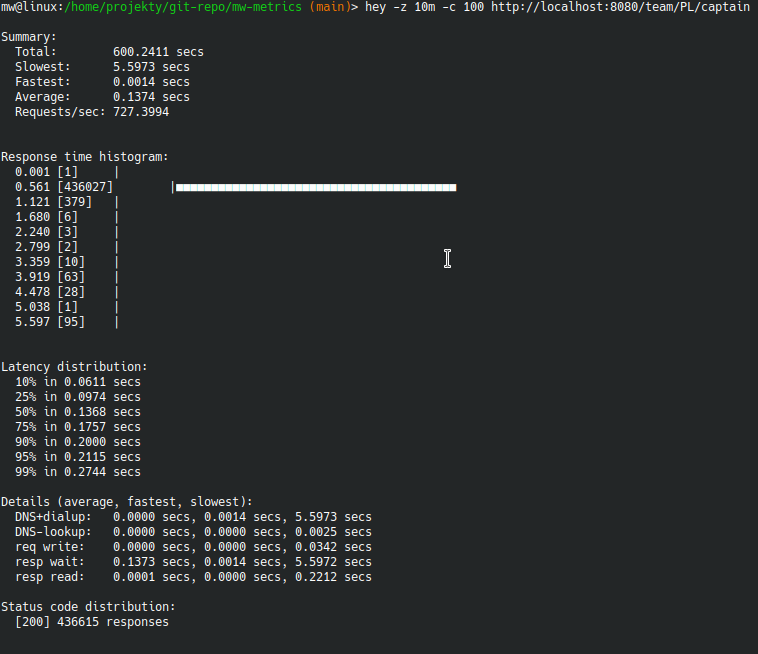 mw@linux:/home/projekty/git-repo/mw-metrics (main)> hey -z 10m -c 100 http://localhost:8080/team/PL/captain
Summary:
  Total:        600.2411 secs
  Slowest:      5.5973 secs
  Fastest:      0.0014 secs
  Average:      0.1374 secs
  Requests/sec: 727.3994
Response time histogram:
  0.001 [1]     |
  0.561 [436027]        |■■■■■■■■■■■■■■■■■■■■■■■■■■■■■■■■■■■■■■■■
  1.121 [379]   |
  1.680 [6]     |
  2.240 [3]     |
  2.799 [2]     |
  3.359 [10]    |
  3.919 [63]    |
  4.478 [28]    |
  5.038 [1]     |
  5.597 [95]    |
Latency distribution:
  10% in 0.0611 secs
  25% in 0.0974 secs
  50% in 0.1368 secs
  75% in 0.1757 secs
  90% in 0.2000 secs
  95% in 0.2115 secs
  99% in 0.2744 secs
Details (average, fastest, slowest):
  DNS+dialup:   0.0000 secs, 0.0014 secs, 5.5973 secs
  DNS-lookup:   0.0000 secs, 0.0000 secs, 0.0025 secs
  req write:    0.0000 secs, 0.0000 secs, 0.0342 secs
  resp wait:    0.1373 secs, 0.0014 secs, 5.5972 secs
  resp read:    0.0001 secs, 0.0000 secs, 0.2212 secs
Status code distribution:
  [200] 436615 responses